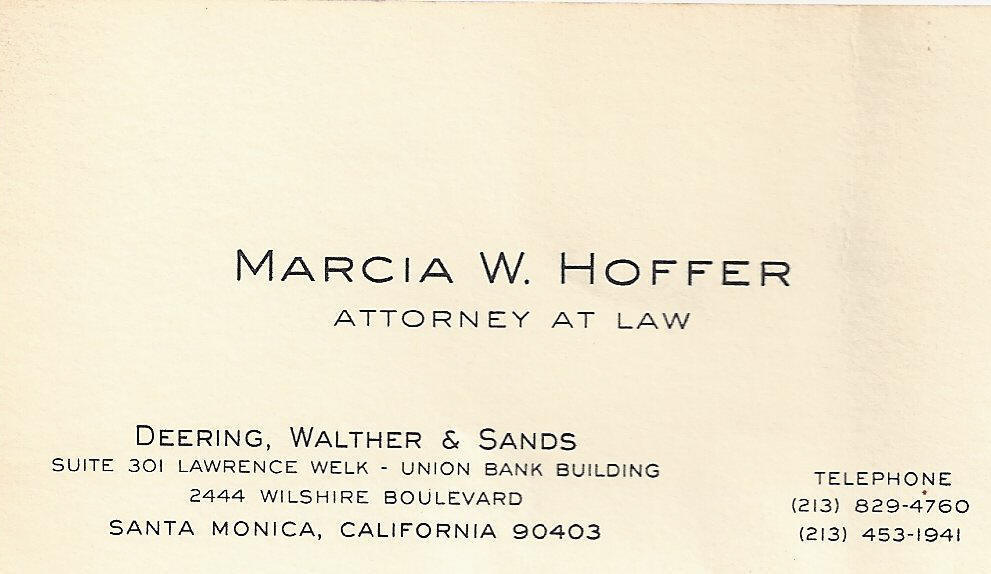 MARCIA W. HOFFER
ATTORNEY AT LAW
DEERING, WALTHER & SANDS
SUITE 301 LAWRENCE WELK - UNION BANK BUILDING
2444 WILSHIRE BOULEVARD
SANTA MONICA, CALIFORNIA 90403
TELEPHONE
(213) 829-4760
(213) 453-1941